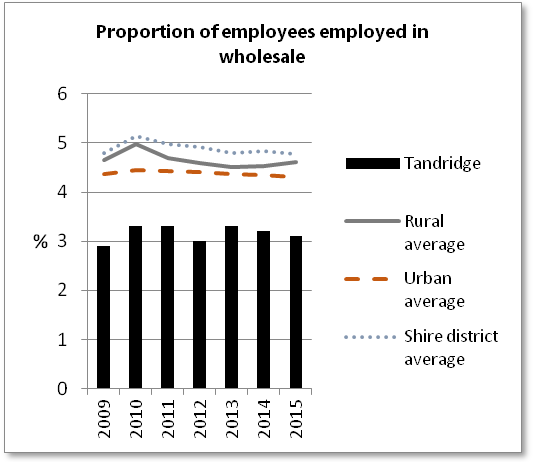 Proportion of employees employed in
wholesale
6
5
4
% 3
2
1
0
2009 2010 2011 2012 2013 2014 2015
Tandridge
Rural
average
Urban
average
Shire district
average